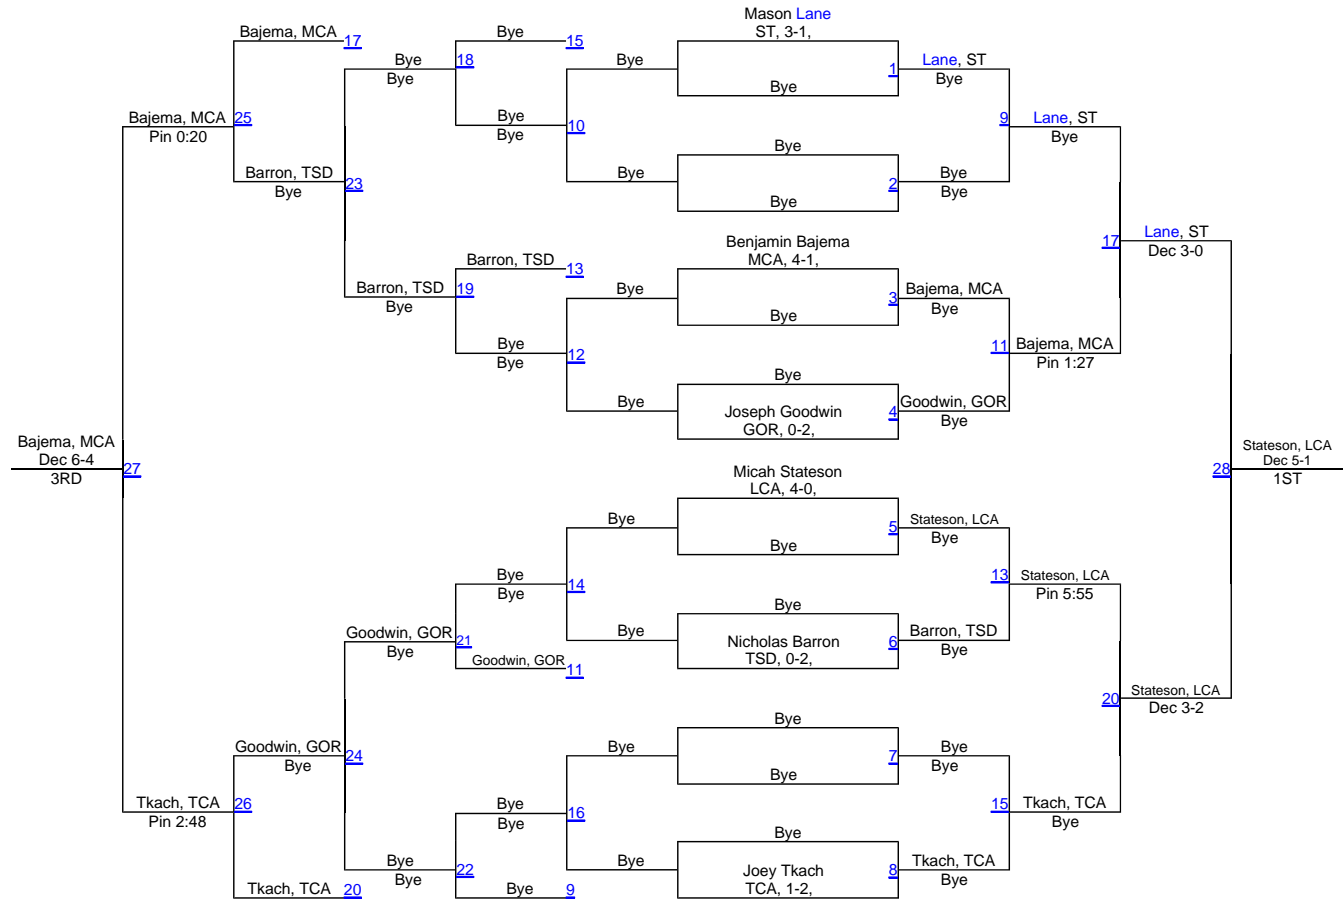 Mason Lane
ST, 3-1,
Bajema, MCA
17
Bye
15
Bye
18
Bye
Bye
1
Lane, ST
Bye
Bye
Bye
Bajema, MCA
25
Pin 0:20
Bye
10
Bye
9
Lane, ST
Bye
Bye
Barron, TSD
23
Bye
Bye
2
Bye
Bye
Bye
17
Lane, ST
Dec 3-0
Benjamin Bajema
MCA, 4-1,
Barron, TSD
13
Barron, TSD
19
Bye
Bye
3
Bajema, MCA
Bye
Bye
Bye
12
Bye
11
Bajema, MCA
Pin 1:27
Bye
Bye
Joseph Goodwin
GOR, 0-2,
4
Goodwin, GOR
Bye
Bajema, MCA
Dec 6-4
27
3RD
28
Stateson, LCA
Dec 5-1
1ST
Micah Stateson
LCA, 4-0,
Bye
5
Stateson, LCA
Bye
Bye
Bye
14
Bye
13
Stateson, LCA
Pin 5:55
Bye
Goodwin, GOR
21
Bye
Goodwin, GOR
11
Bye
Nicholas Barron
TSD, 0-2,
6
Barron, TSD
Bye
20
Stateson, LCA
Dec 3-2
Bye
Goodwin, GOR
24
Bye
Bye
7
Bye
Bye
Bye
Tkach, TCA
26
Pin 2:48
Bye
16
Bye
15
Tkach, TCA
Bye
Bye
Bye
22
Bye
Bye
Joey Tkach
TCA, 1-2,
8
Tkach, TCA
Bye
Tkach, TCA
20
Bye
9